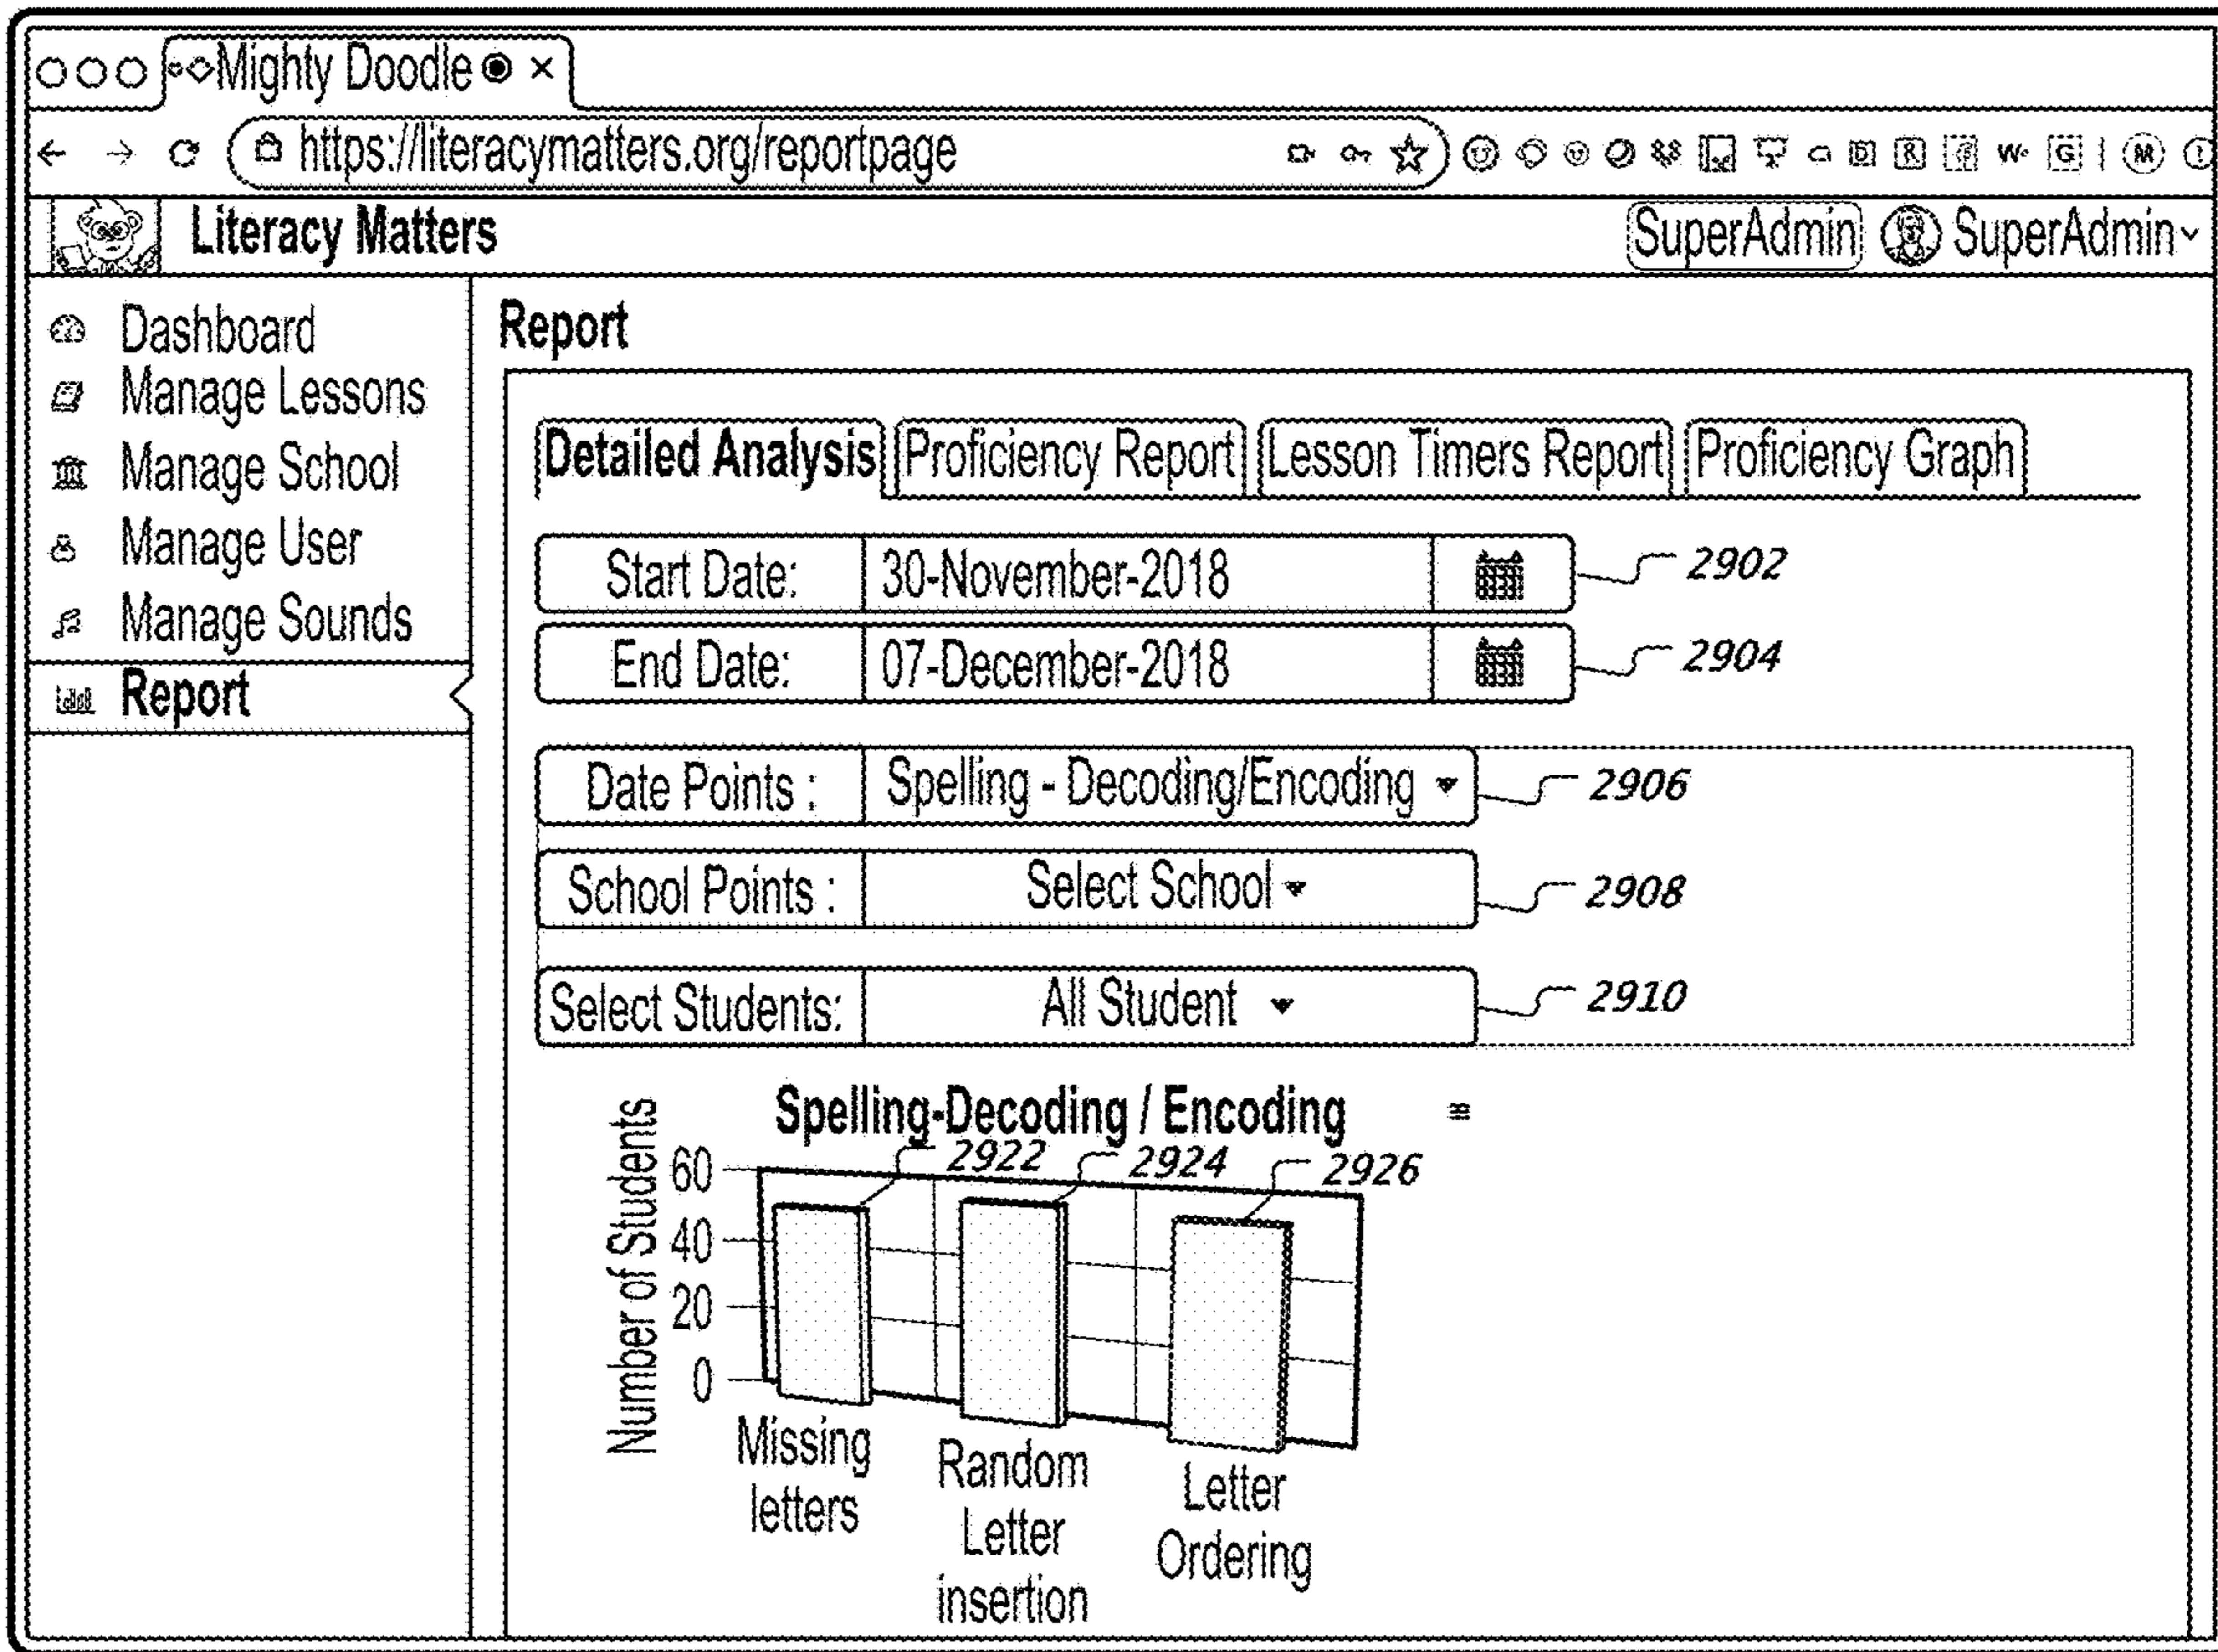 Mighty Doodle ×
https://literacymatters.org/reportpage
Literacy Matters
SuperAdmin SuperAdmin
Dashboard
Manage Lessons
Manage School
Manage User
Manage Sounds
Report
Report
Detailed Analysis Proficiency Report Lesson Timers Report Proficiency Graph
Start Date: 30-November-2018 2902
End Date: 07-December-2018 2904
Date Points : Spelling - Decoding/Encoding 2906
School Points : Select School 2908
Select Students: All Student 2910
Spelling-Decoding / Encoding
2922 2924 2926
Number of Students
60
40
20
0
Missing
letters
Random
Letter
insertion
Letter
Ordering